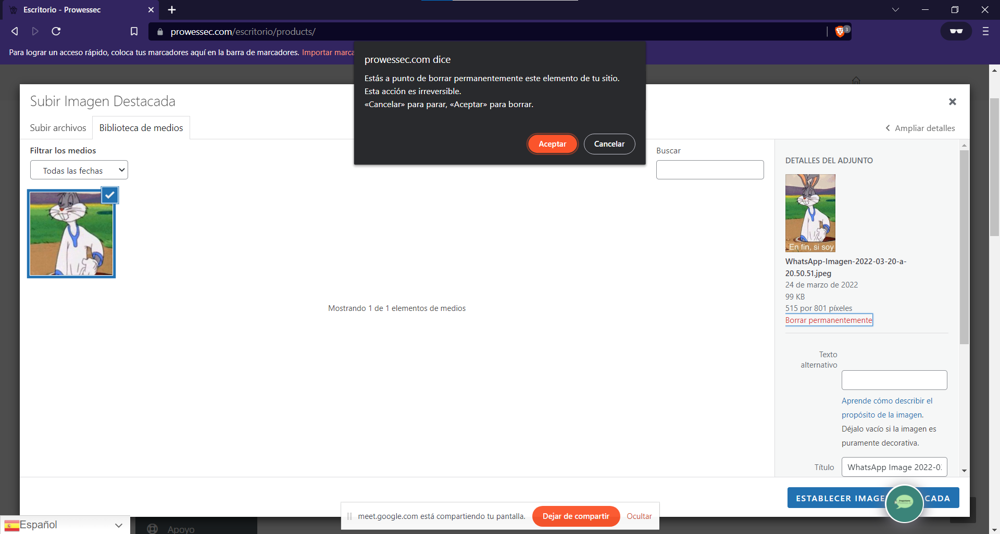 Escritorio - Prowessec
prowessec.com/escritorio/products/
3
Para lograr un acceso rápido, coloca tus marcadores aquí en la barra de marcadores. Importar marca
prowessec.com dice
Estás a punto de borrar permanentemente este elemento de tu sitio.
Esta acción es irreversible.
«Cancelar» para parar, «Aceptar» para borrar.
Aceptar
Cancelar
Subir Imagen Destacada
Subir archivos
Biblioteca de medios
Ampliar detalles
Filtrar los medios
Todas las fechas
Buscar
Mostrando 1 de 1 elementos de medios
DETALLES DEL ADJUNTO
En fin, si soy
WhatsApp-Imagen-2022-03-20-a-
20.50.51.jpeg
24 de marzo de 2022
99 KB
515 por 801 píxeles
Borrar permanentemente
Texto
alternativo
Aprende cómo describir el
propósito de la imagen.
Déjalo vacío si la imagen es
puramente decorativa.
Título
WhatsApp Image 2022-0
ESTABLECER IMAGE CADA
meet.google.com está compartiendo tu pantalla.
Dejar de compartir
Ocultar
Español
Apoyo